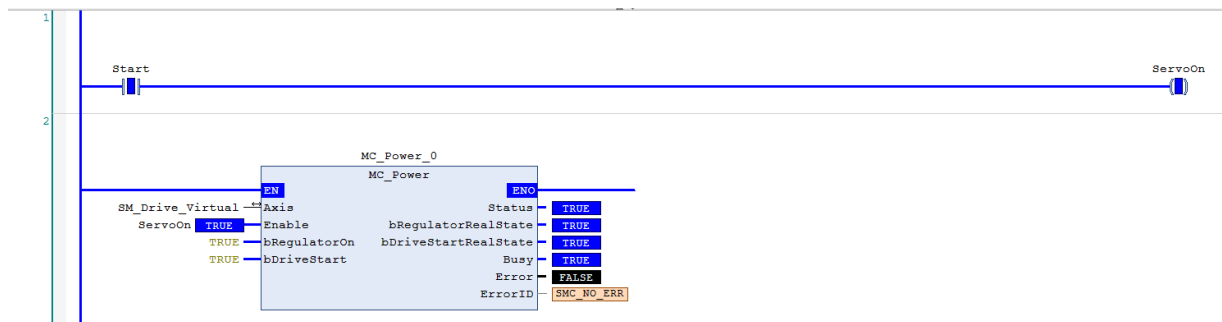 1
Start ServoOn
2
MC_Power_0
MC_Power
EN ENO
SM_Drive_Virtual Axis Status TRUE
ServoOn TRUE Enable bRegulatorRealState TRUE
TRUE bRegulatorOn bDriveStartRealState TRUE
TRUE bDriveStart Busy TRUE
Error FALSE
ErrorID SMC_NO_ERR